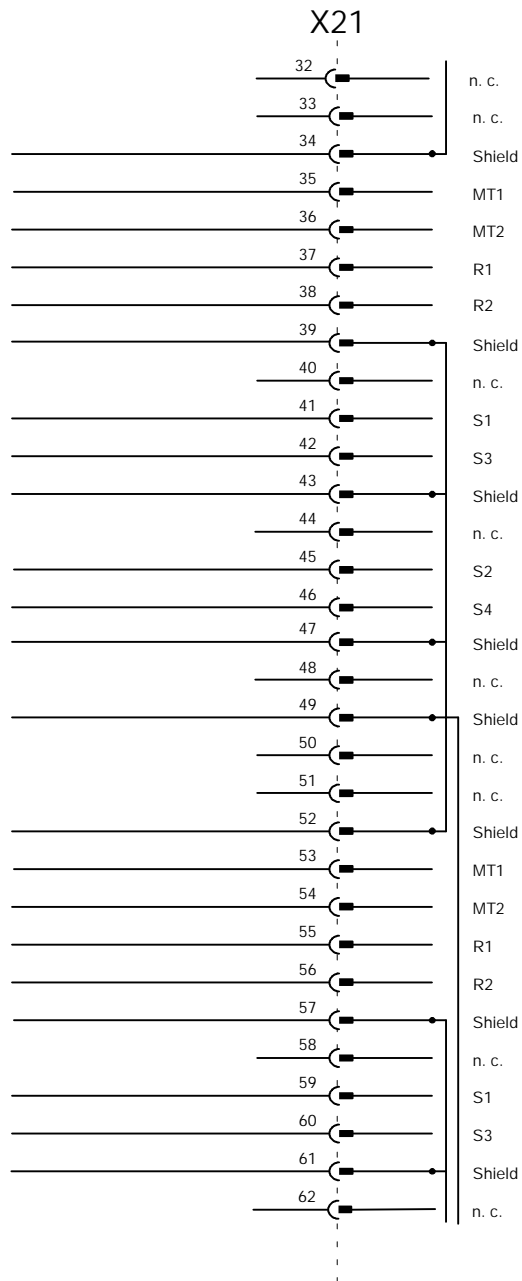 X21
32 n. c.
33 n. c.
34 Shield
35 MT1
36 MT2
37 R1
38 R2
39 Shield
40 n. c.
41 S1
42 S3
43 Shield
44 n. c.
45 S2
46 S4
47 Shield
48 n. c.
49 Shield
50 n. c.
51 n. c.
52 Shield
53 MT1
54 MT2
55 R1
56 R2
57 Shield
58 n. c.
59 S1
60 S3
61 Shield
62 n. c.